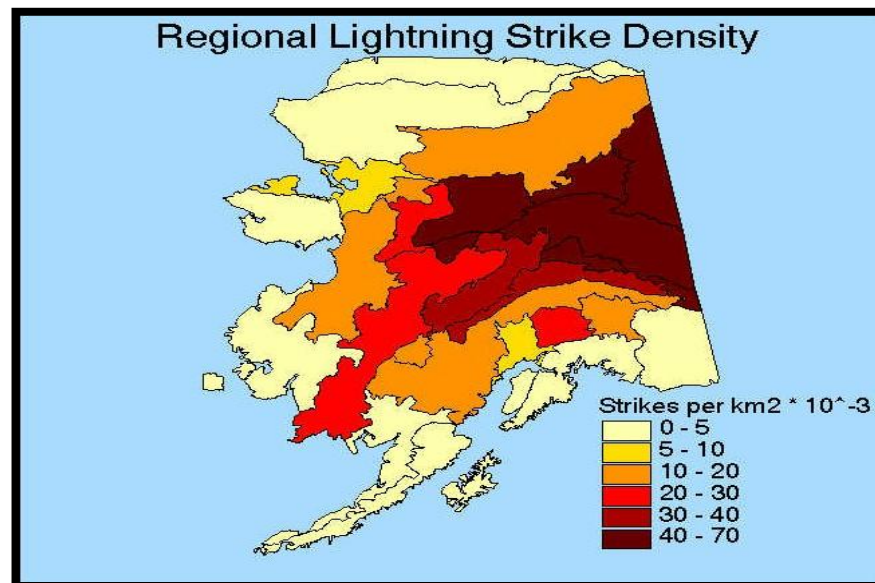 Regional Lightning Strike Density
Strikes per km2 * 10^-3
0 - 5
5 - 10
10 - 20
20 - 30
30 - 40
40 - 70